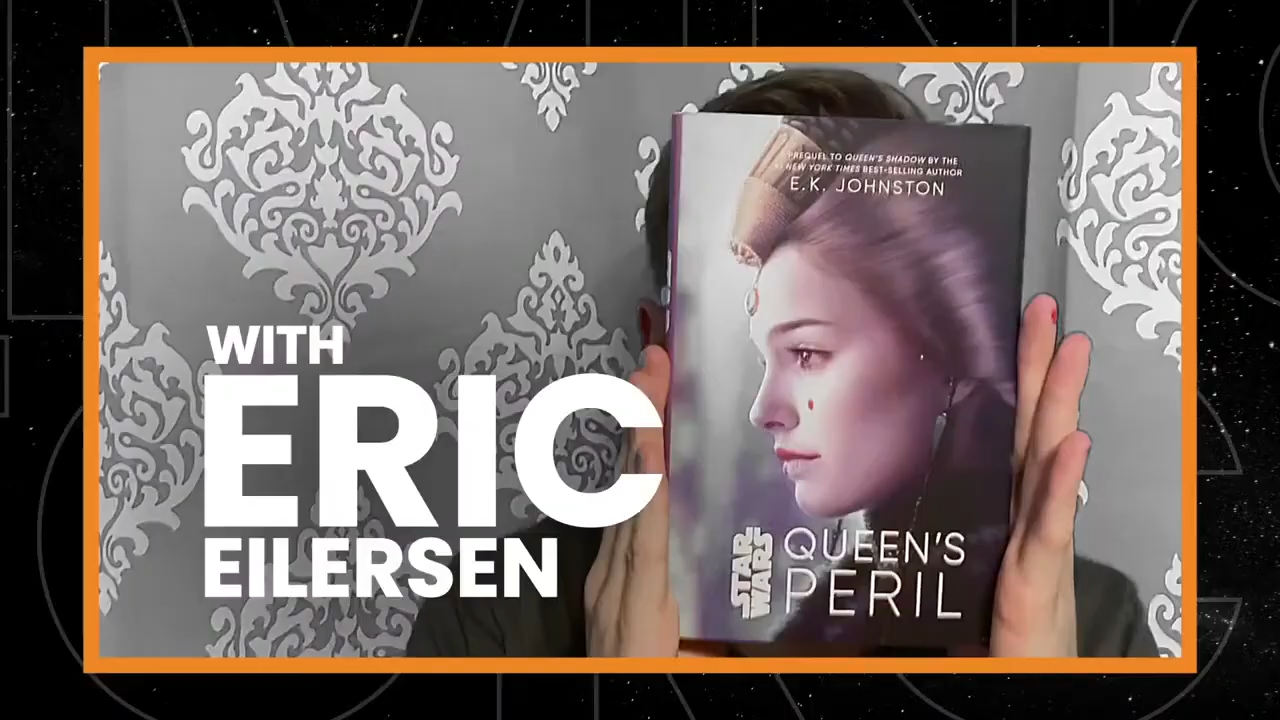 WITH
ERIC
EILERSEN
PREQUEL TO QUEEN'S SHADOW BY THE
#1 NEW YORK TIMES BEST-SELLING AUTHOR
E.K. JOHNSTON
STAR
WARS
QUEEN'S
PERIL